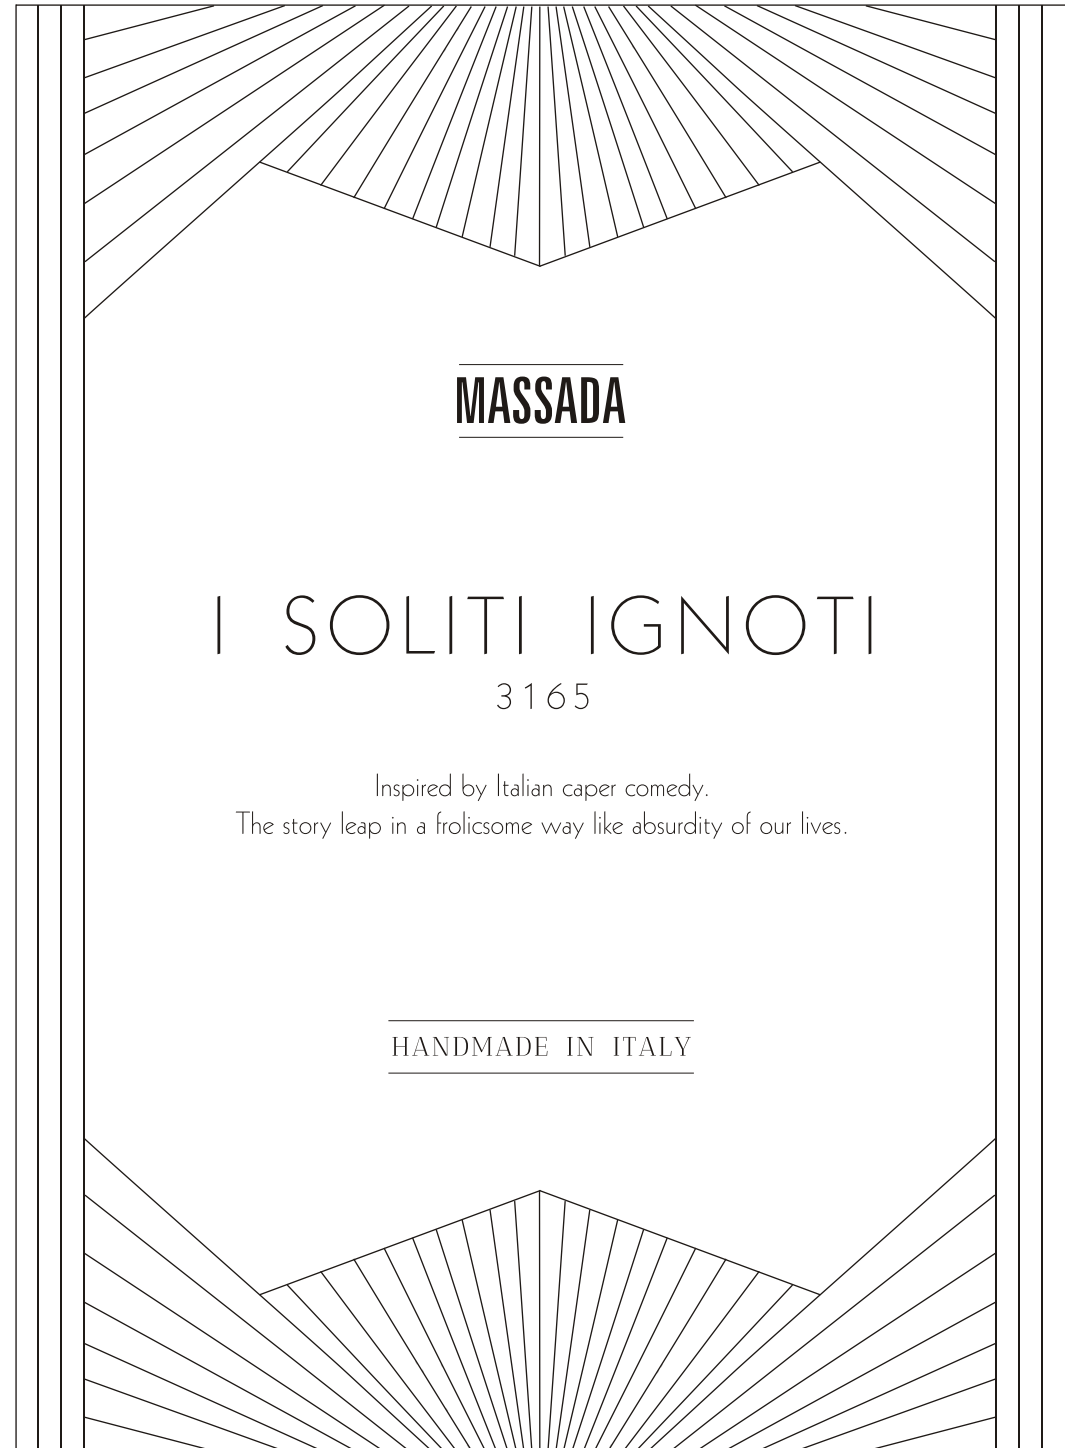 MASSADA
I SOLITI IGNOTI
3165
Inspired by Italian caper comedy.
The story leap in a frolicsome way like absurdity of our lives.
HANDMADE IN ITALY